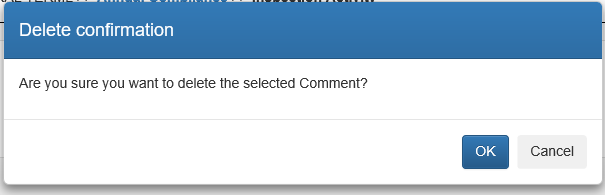 Delete confirmation
Are you sure you want to delete the selected Comment?
OK
Cancel